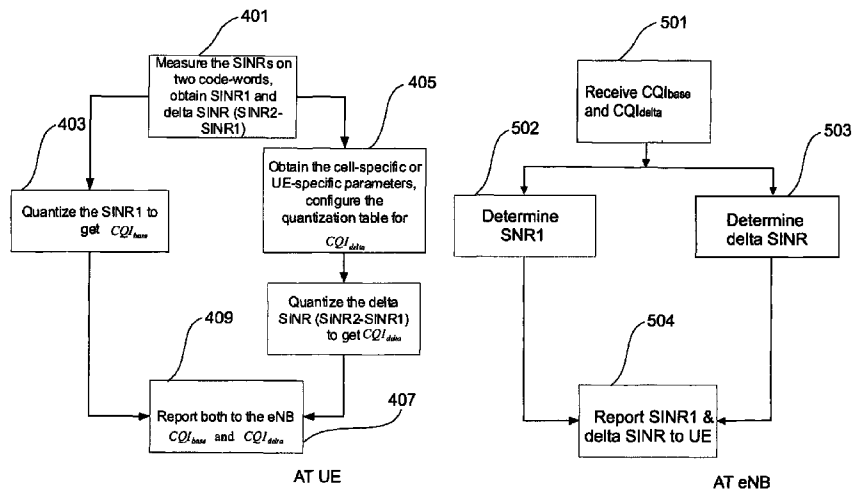 401
Measure the SINRs on
two code-words,
obtain SINR1 and
delta SINR (SINR2-
SINR1)
403
405
Quantize the SINR1 to
get CQIbase
Obtain the cell-specific or
UE-specific parameters,
configure the
quantization table for
CQIdelta
Quantize the delta
SINR (SINR2-SINR1)
to get CQIdelta
409
Report both to the eNB
CQIbase and CQIdelta
407
AT UE
501
Receive CQIbase
and CQIdelta
502
503
Determine
SNR1
Determine
delta SINR
504
Report SINR1 &
delta SINR to UE
AT eNB